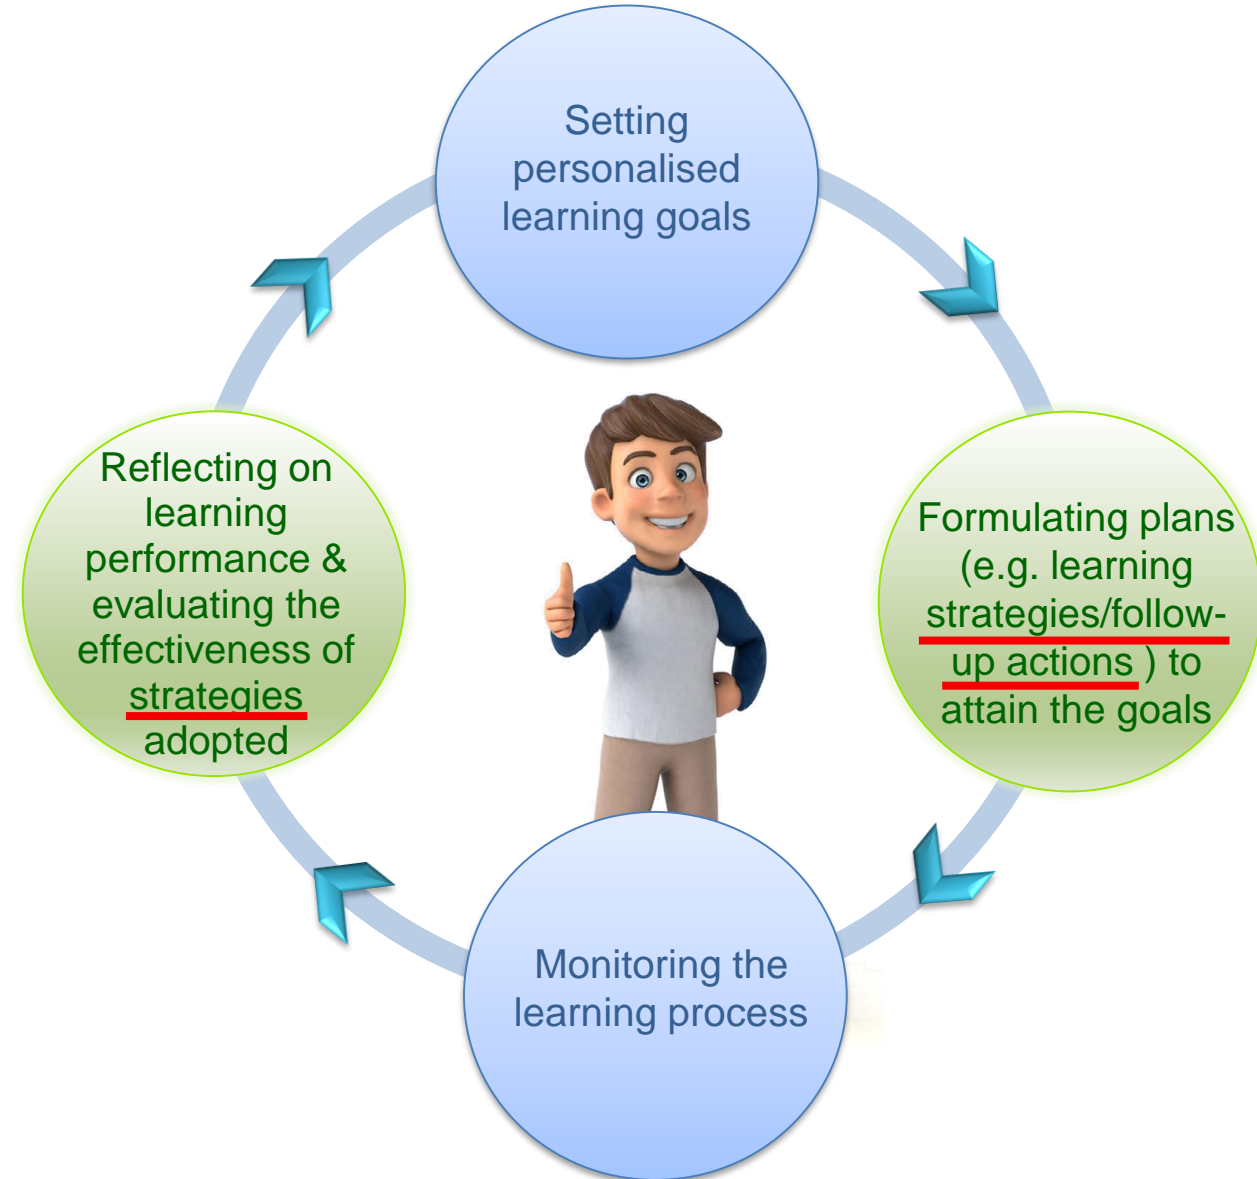 Setting
personalised
learning goals
Formulating plans
(e.g. learning
strategies/follow-
up actions ) to
attain the goals
Monitoring the
learning process
Reflecting on
learning
performance &
evaluating the
effectiveness of
strategies
adopted